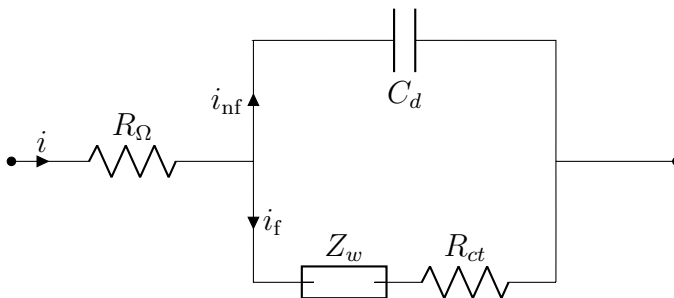 C_d
i_nf
i
R_Ω
i_f
Z_w
R_ct